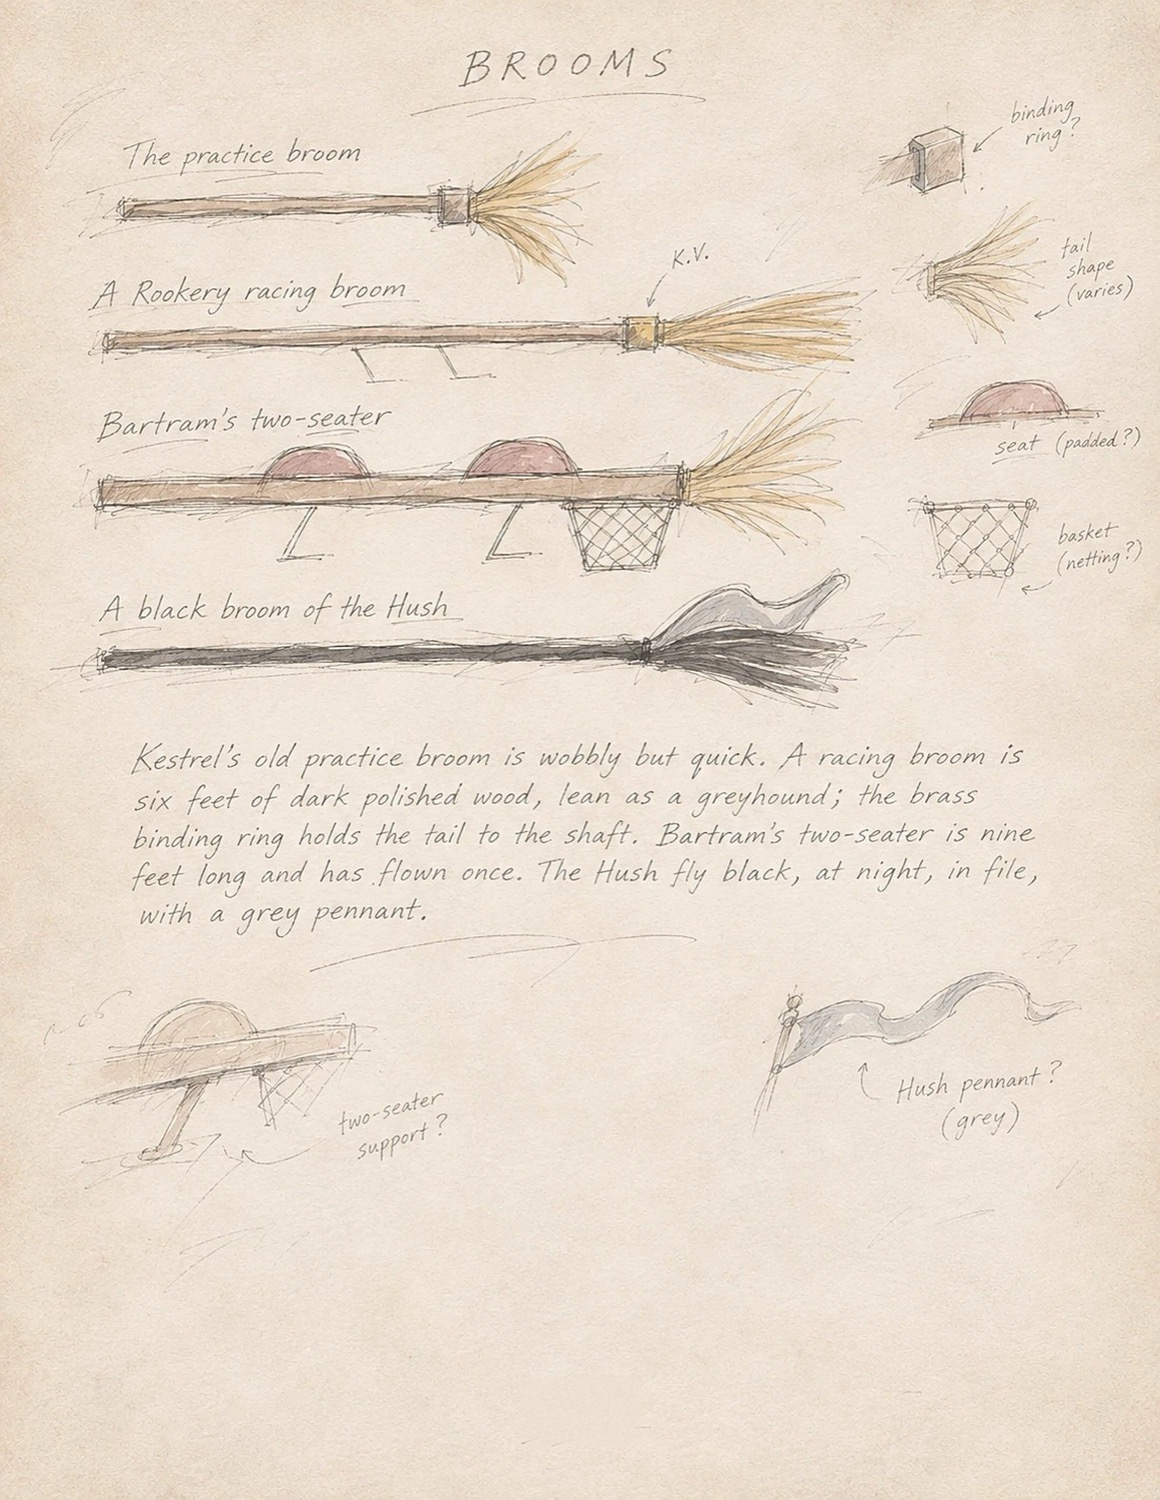 BROOMS
The practice broom
binding
ring?
A Rookery racing broom
K.V.
tail
shape
(varies)
Bartram's two-seater
seat (padded?)
basket
(netting?)
A black broom of the Hush
Kestrel's old practice broom is wobbly but quick. A racing broom is
six feet of dark polished wood, lean as a greyhound; the brass
binding ring holds the tail to the shaft. Bartram's two-seater is nine
feet long and has flown once. The Hush fly black, at night, in file,
with a grey pennant.
two-seater
support?
Hush pennant?
(grey)